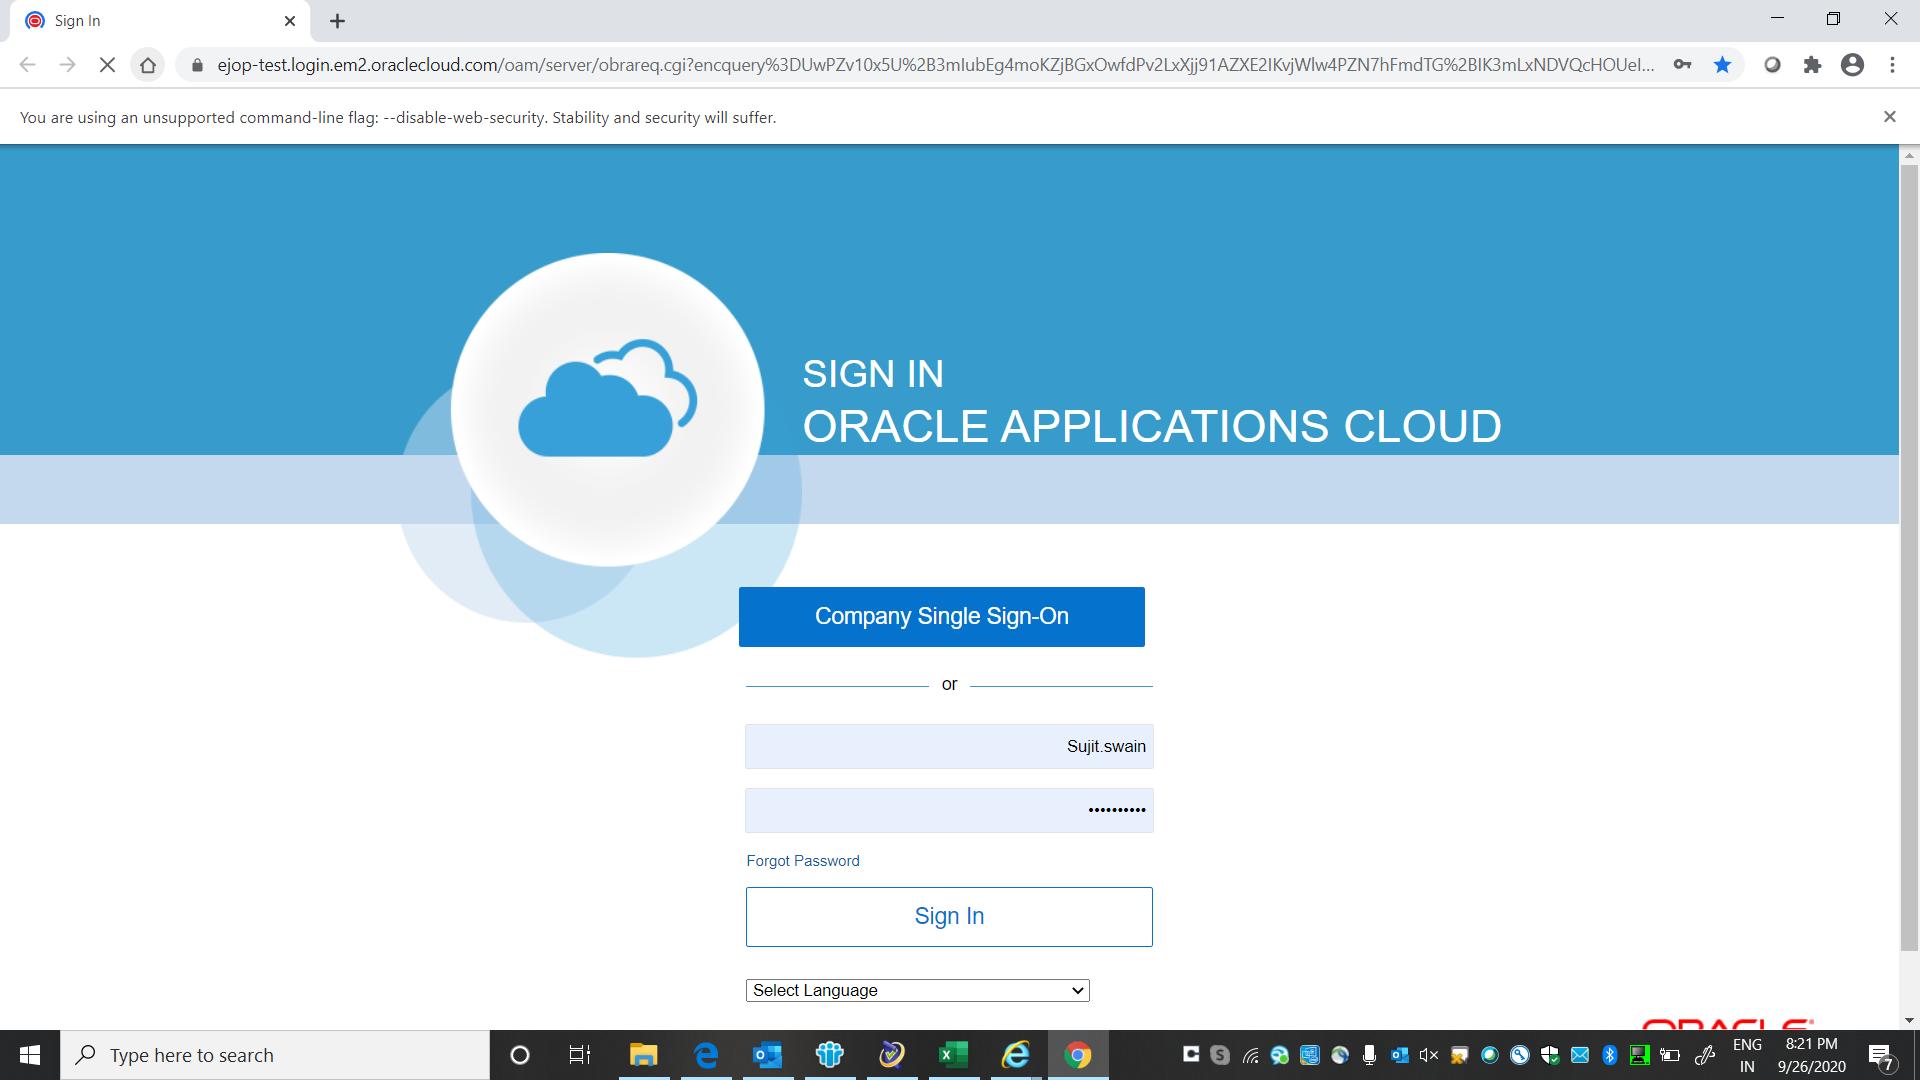 Sign In
ejop-test.login.em2.oraclecloud.com/oam/server/obrareq.cgi?encquery%3DUwPZv10x5U%2B3mIubEg4moKZjBGxOwfdPv2LxXjj91AZXE2IKvjWlw4PZN7hFmdTG%2BIK3mLxNDVQcHOUeI...
You are using an unsupported command-line flag: --disable-web-security. Stability and security will suffer.
SIGN IN
ORACLE APPLICATIONS CLOUD
Company Single Sign-On
or
Sujit.swain
••••••••••
Forgot Password
Sign In
Select Language
ORACLE
Type here to search
ENG
IN
8:21 PM
9/26/2020
7